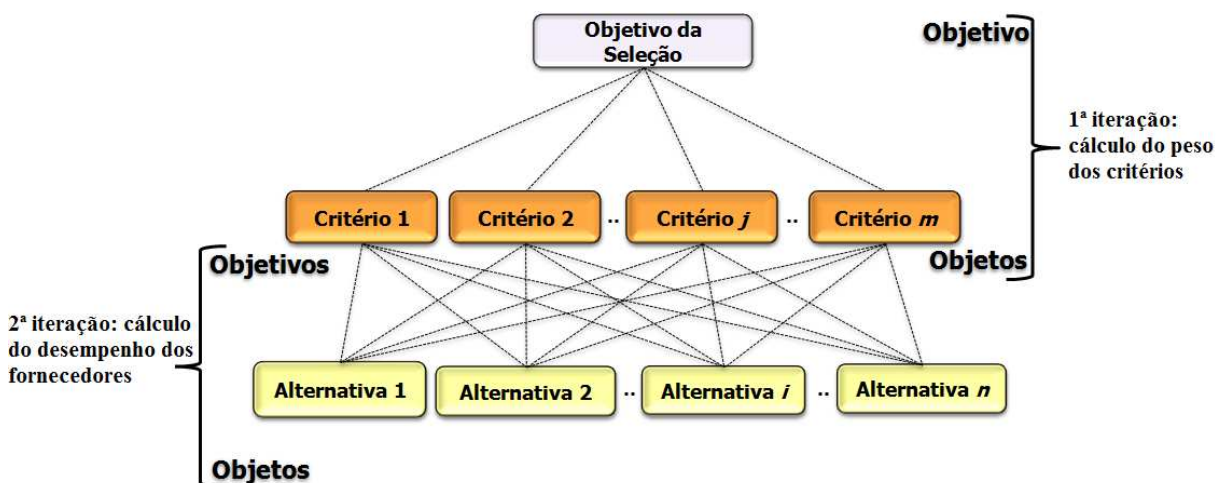 Objetivo da
Seleção
Objetivo
1ª iteração:
cálculo do peso
dos critérios
Critério 1
Critério 2
..
Critério j
..
Critério m
Objetivos
Objetos
2ª iteração: cálculo
do desempenho dos
fornecedores
Alternativa 1
Alternativa 2
..
Alternativa i
..
Alternativa n
Objetos